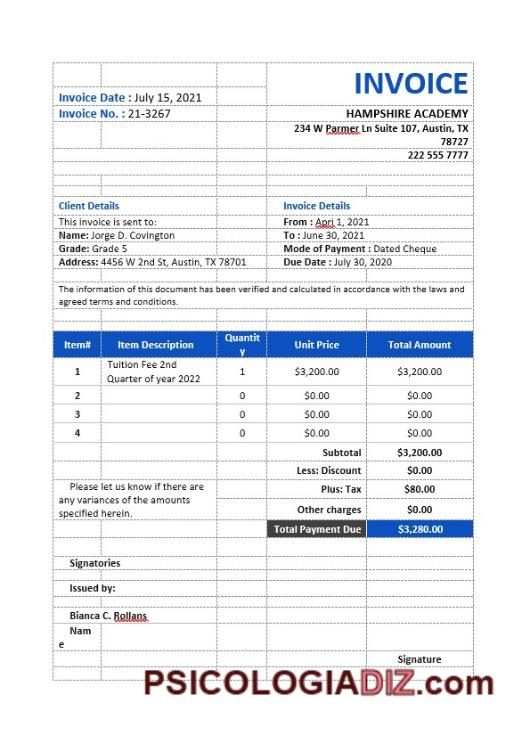 INVOICE
Invoice Date : July 15, 2021
Invoice No. : 21-3267
HAMPSHIRE ACADEMY
234 W Parmer Ln Suite 107, Austin, TX
78727
222 555 7777
Client Details
Invoice Details
This invoice is sent to:
From : Apri 1, 2021
Name: Jorge D. Covington
To : June 30, 2021
Grade: Grade 5
Mode of Payment : Dated Cheque
Address: 4456 W 2nd St, Austin, TX 78701
Due Date : July 30, 2020
The information of this document has been verified and calculated in accordance with the laws and
agreed terms and conditions.
Item# Item Description Quantit
y Unit Price Total Amount
1 Tuition Fee 2nd
Quarter of year 2022 1 $3,200.00 $3,200.00
2 0 $0.00 $0.00
3 0 $0.00 $0.00
4 0 $0.00 $0.00
Subtotal $3,200.00
Less: Discount $0.00
Please let us know if there are
any variances of the amounts
specified herein.
Plus: Tax $80.00
Other charges $0.00
Total Payment Due $3,280.00
Signatories
Issued by:
Bianca C. Rollans
Nam
e
Signature
PSICOLOGIADIZ.com